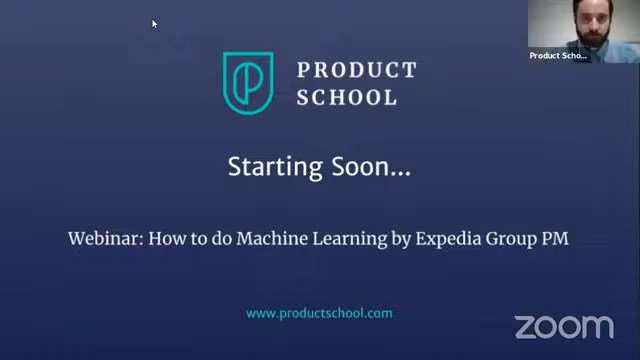 Product Scho...
PRODUCT
SCHOOL
Starting Soon...
Webinar: How to do Machine Learning by Expedia Group PM
www.productschool.com
zoom